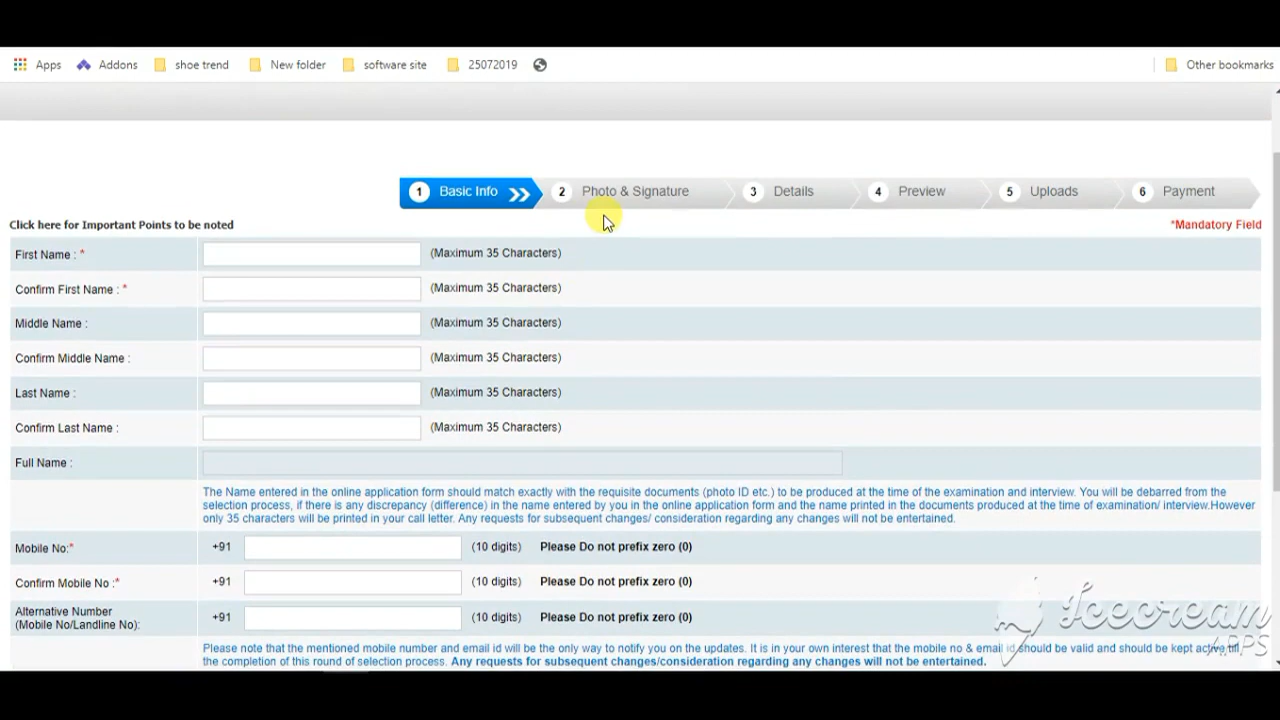 Apps Addons shoe trend New folder software site 25072019 Other bookmarks
1 Basic Info 2 Photo & Signature 3 Details 4 Preview 5 Uploads 6 Payment
Click here for Important Points to be noted *Mandatory Field
First Name : * (Maximum 35 Characters)
Confirm First Name : * (Maximum 35 Characters)
Middle Name : (Maximum 35 Characters)
Confirm Middle Name : (Maximum 35 Characters)
Last Name : (Maximum 35 Characters)
Confirm Last Name : (Maximum 35 Characters)
Full Name :
The Name entered in the online application form should match exactly with the requisite documents (photo ID etc.) to be produced at the time of the examination and interview. You will be debarred from the
selection process, if there is any discrepancy (difference) in the name entered by you in the online application form and the name printed in the documents produced at the time of examination/ interview.However
only 35 characters will be printed in your call letter. Any requests for subsequent changes/ consideration regarding any changes will not be entertained.
Mobile No:* +91 (10 digits) Please Do not prefix zero (0)
Confirm Mobile No :* +91 (10 digits) Please Do not prefix zero (0)
Alternative Number
(Mobile No/Landline No): +91 (10 digits) Please Do not prefix zero (0)
Please note that the mentioned mobile number and email id will be the only way to notify you on the updates. It is in your own interest that the mobile no & email id should be valid and should be kept active till
the completion of this round of selection process. Any requests for subsequent changes/consideration regarding any changes will not be entertained.
Icecream
APPS